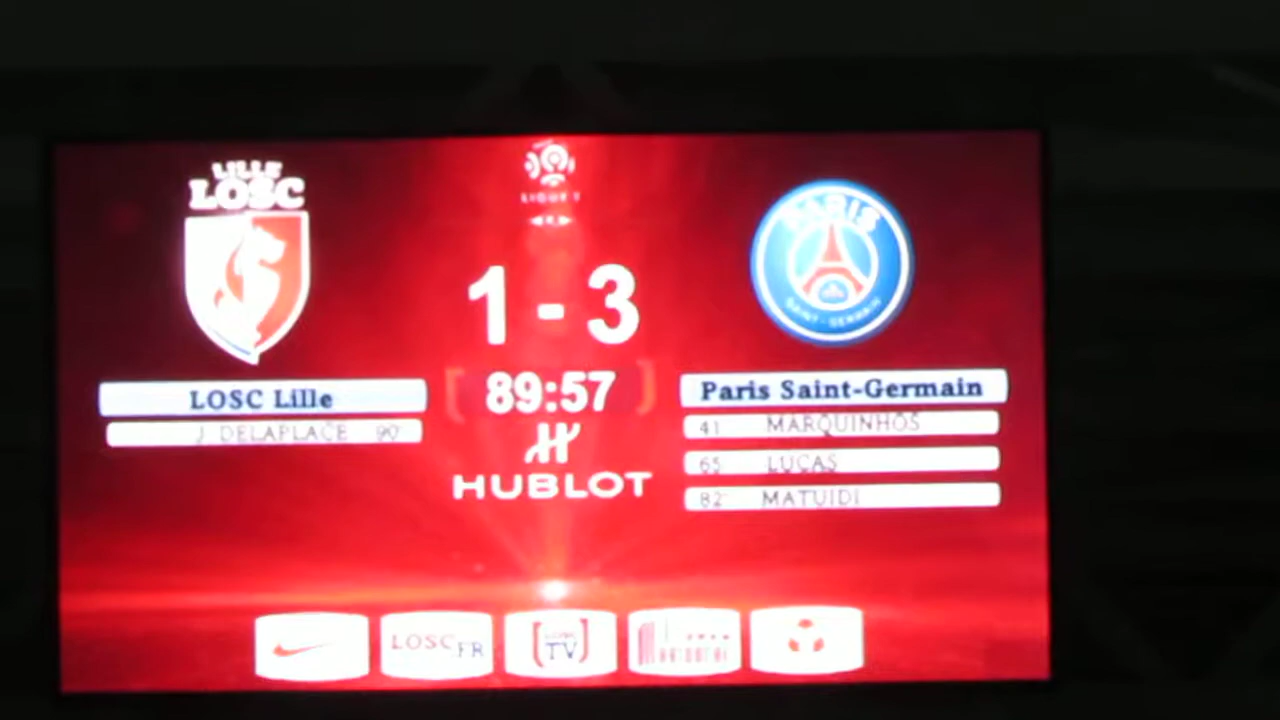 LILLE
LOSC
LIGUE 1
PARIS
SAINT-GERMAIN
1 - 3
89:57
LOSC Lille
J DELAPLACE 90'
Paris Saint-Germain
41 MARQUINHOS
65 LUCAS
82' MATUIDI
HUBLOT
LOSC.FR
LOSC
TV